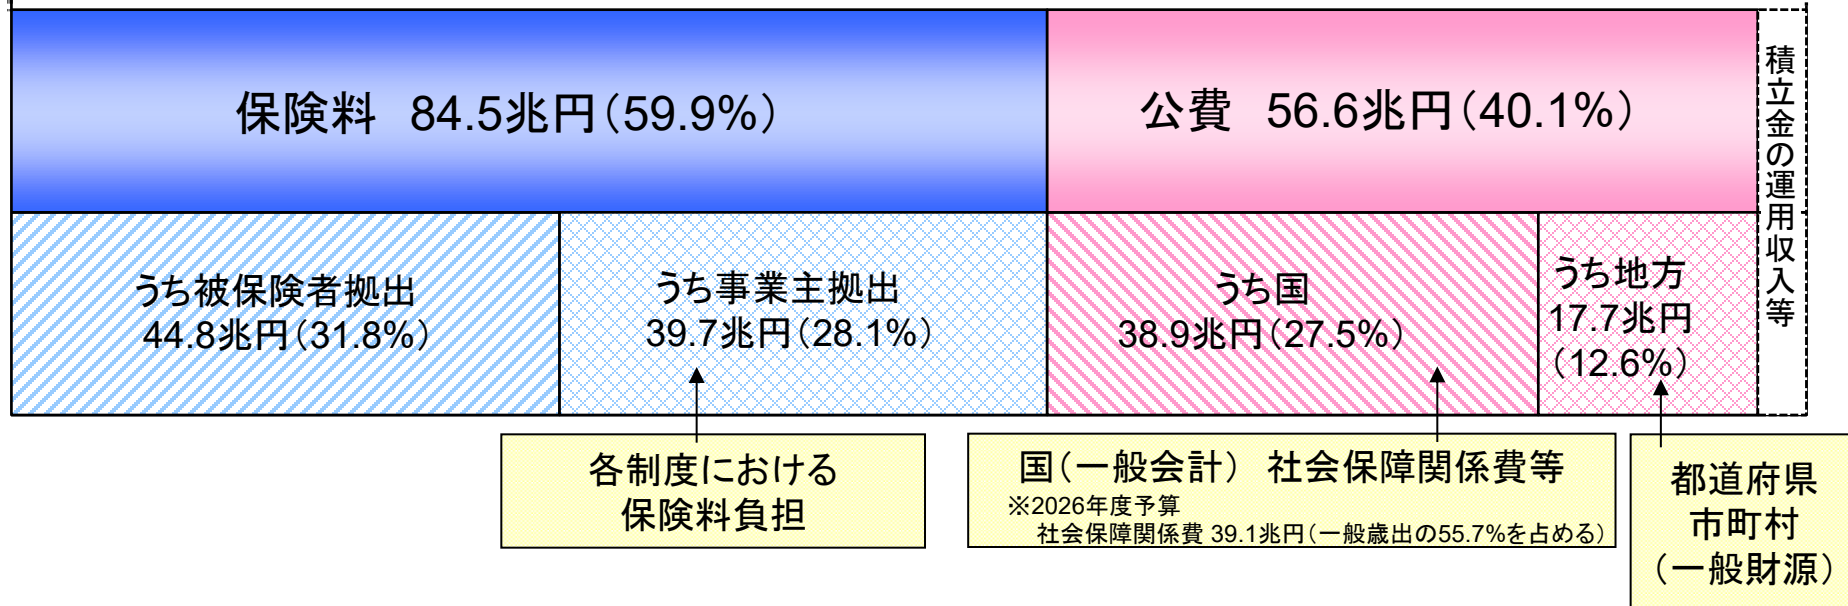 保険料 84.5兆円(59.9%)
公費 56.6兆円(40.1%)
積立金の運用収入等
うち被保険者拠出
44.8兆円(31.8%)
うち事業主拠出
39.7兆円(28.1%)
うち国
38.9兆円(27.5%)
うち地方
17.7兆円
(12.6%)
各制度における
保険料負担
国(一般会計) 社会保障関係費等
※2026年度予算
社会保障関係費 39.1兆円(一般歳出の55.7%を占める)
都道府県
市町村
(一般財源)